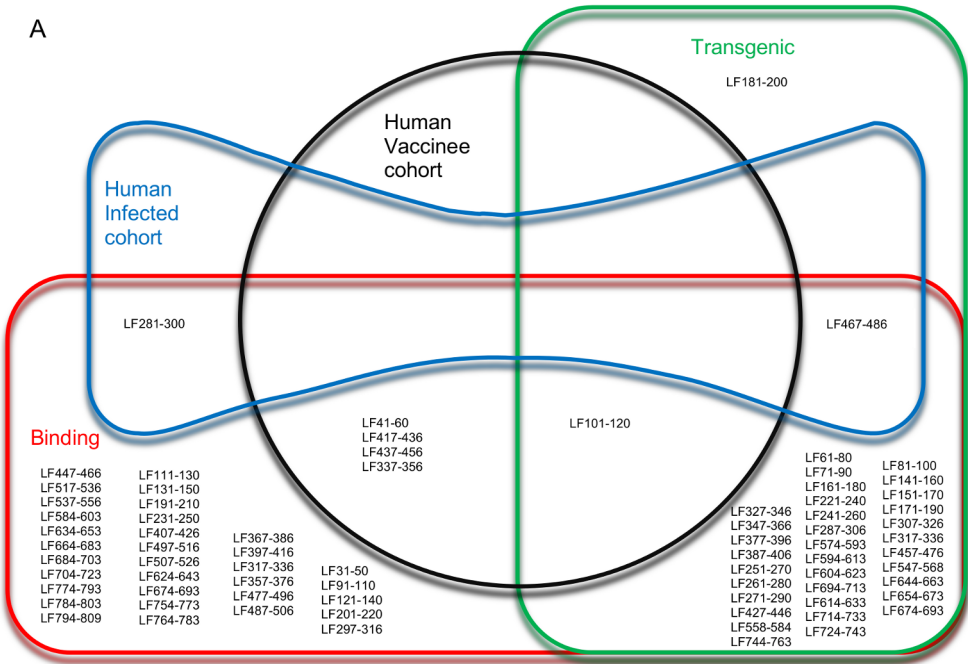 A
Transgenic
LF181-200
Human
Vaccinee
cohort
Human
Infected
cohort
LF281-300
LF467-486
LF41-60
LF417-436
LF437-456
LF337-356
LF101-120
Binding
LF447-466
LF517-536
LF537-556
LF584-603
LF634-653
LF664-683
LF684-703
LF704-723
LF774-793
LF784-803
LF794-809
LF111-130
LF131-150
LF191-210
LF231-250
LF407-426
LF497-516
LF507-526
LF624-643
LF674-693
LF754-773
LF764-783
LF367-386
LF397-416
LF317-336
LF357-376
LF477-496
LF487-506
LF31-50
LF91-110
LF121-140
LF201-220
LF297-316
LF327-346
LF347-366
LF377-396
LF387-406
LF251-270
LF261-280
LF271-290
LF427-446
LF558-584
LF744-763
LF61-80
LF71-90
LF161-180
LF221-240
LF241-260
LF287-306
LF574-593
LF594-613
LF604-623
LF694-713
LF614-633
LF714-733
LF724-743
LF81-100
LF141-160
LF151-170
LF171-190
LF307-326
LF317-336
LF457-476
LF547-568
LF644-663
LF654-673
LF674-693